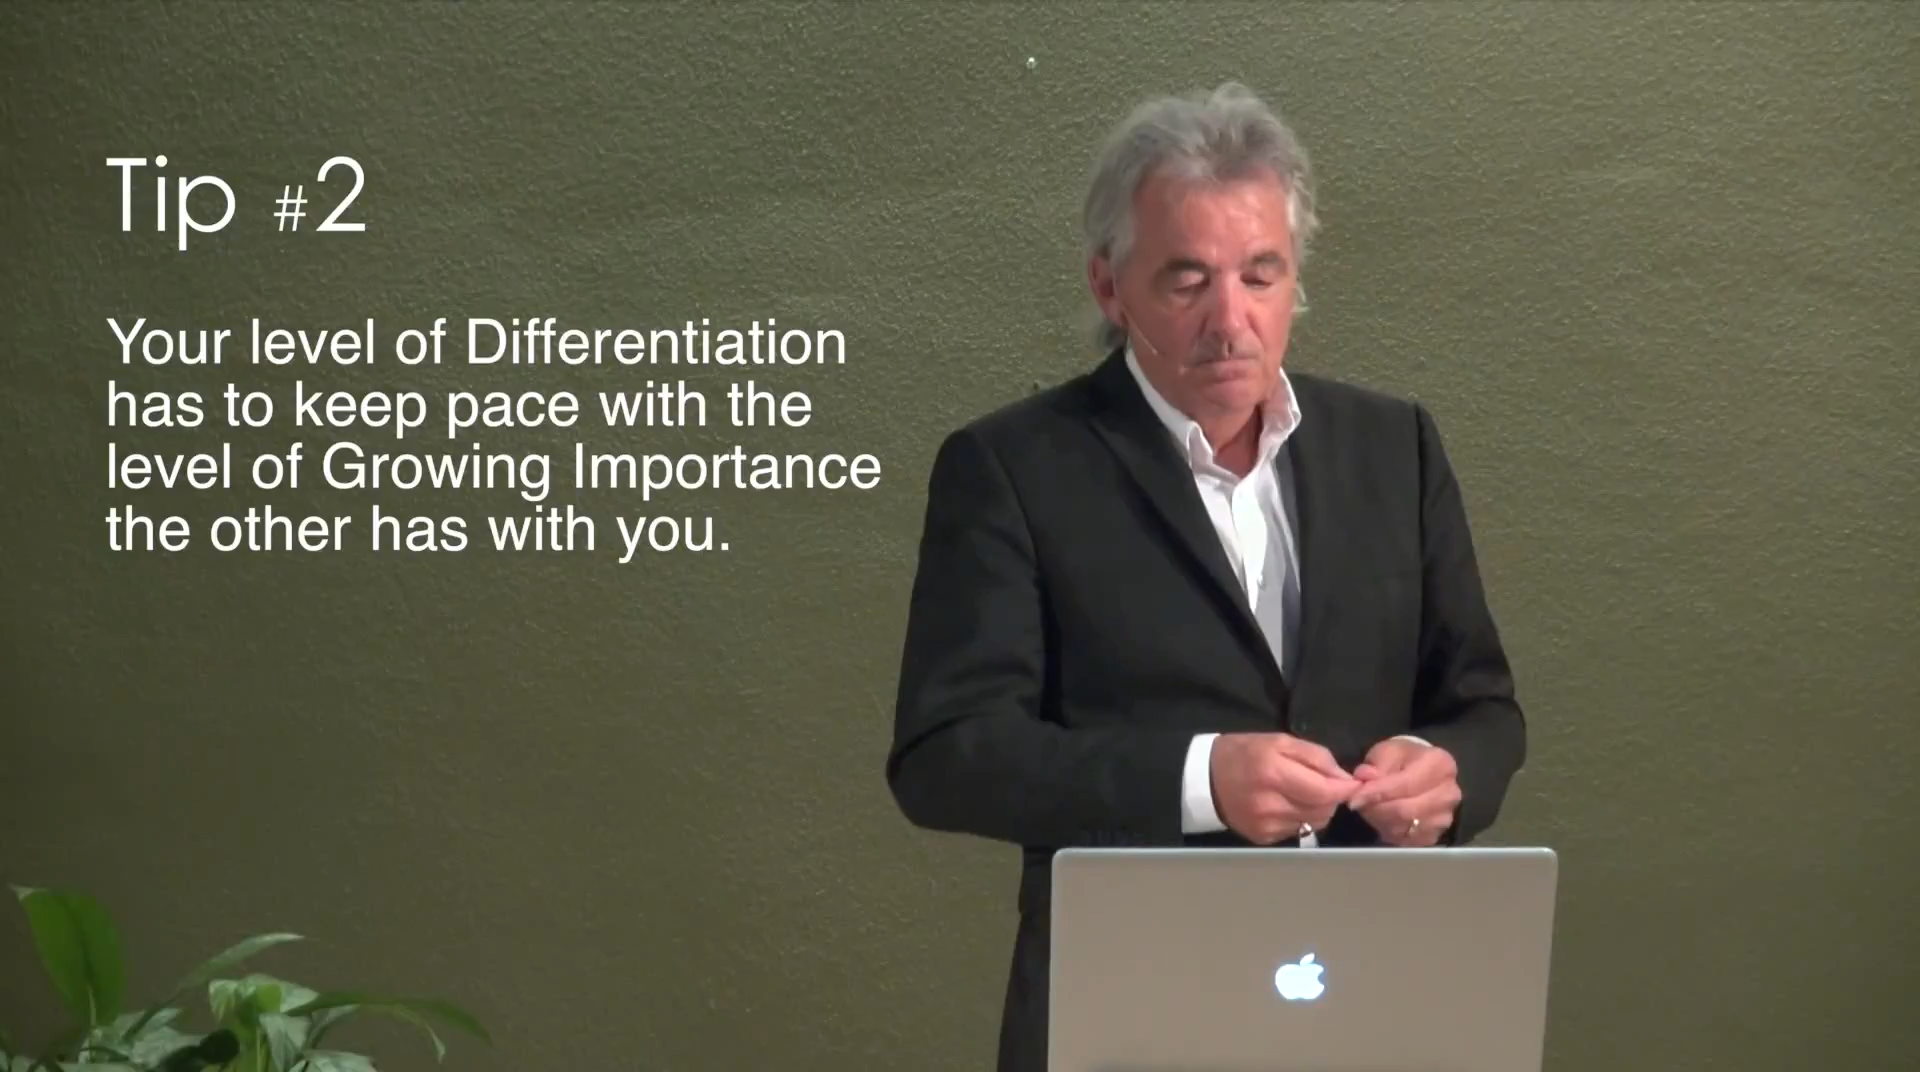 Tip #2
Your level of Differentiation
has to keep pace with the
level of Growing Importance
the other has with you.